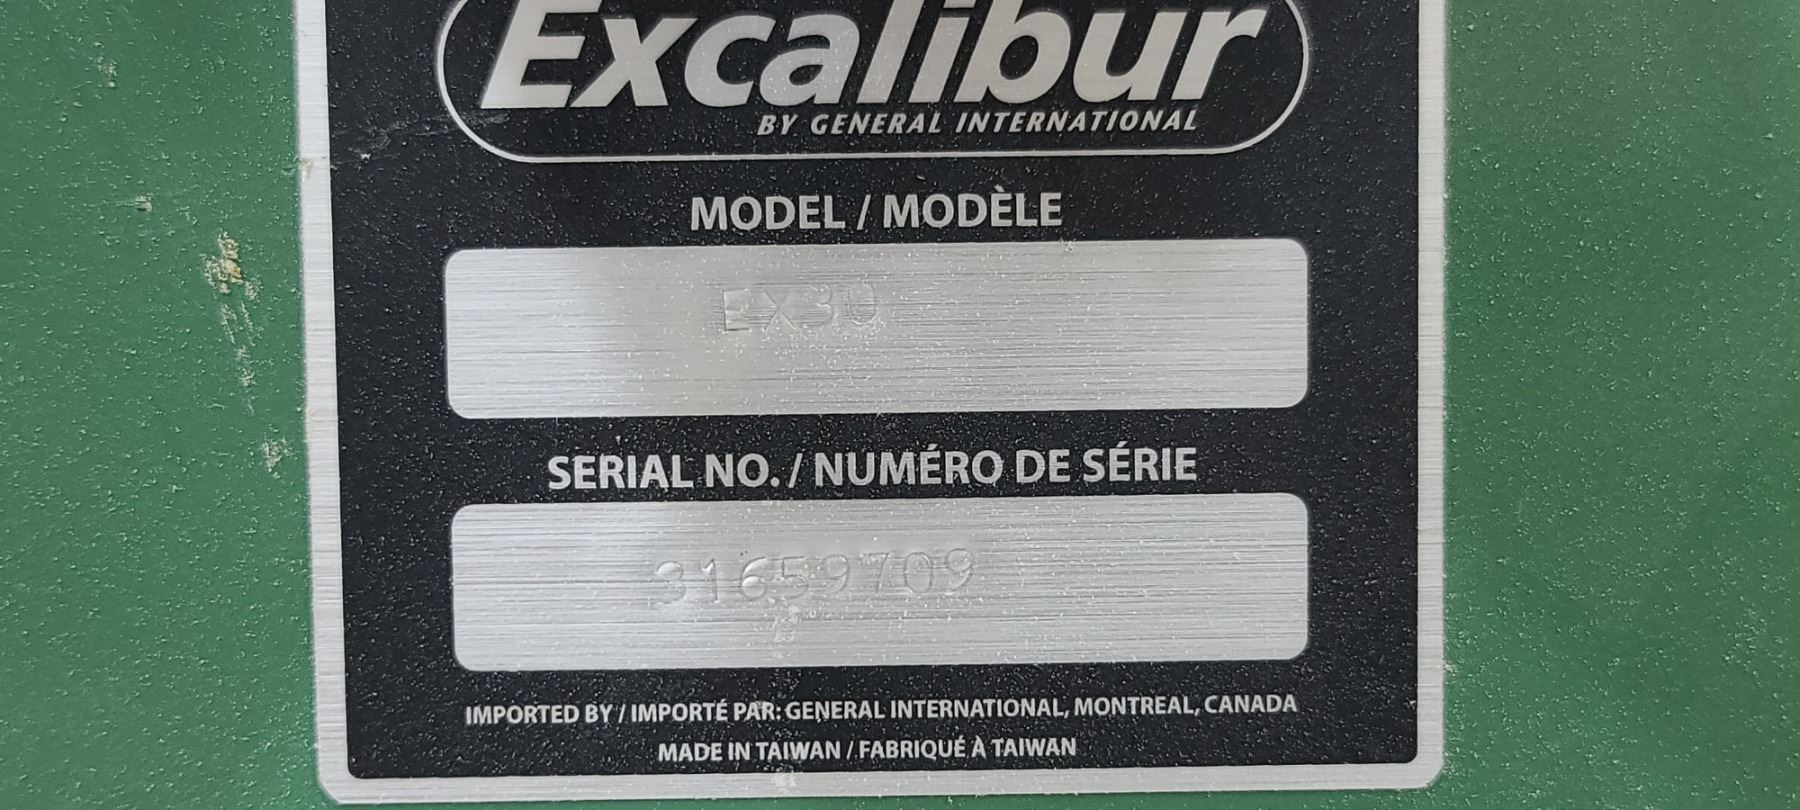 Excalibur
BY GENERAL INTERNATIONAL
MODEL / MODÈLE
EX30
SERIAL NO. / NUMÉRO DE SÉRIE
31659709
IMPORTED BY / IMPORTÉ PAR: GENERAL INTERNATIONAL, MONTREAL, CANADA
MADE IN TAIWAN / FABRIQUÉ À TAIWAN